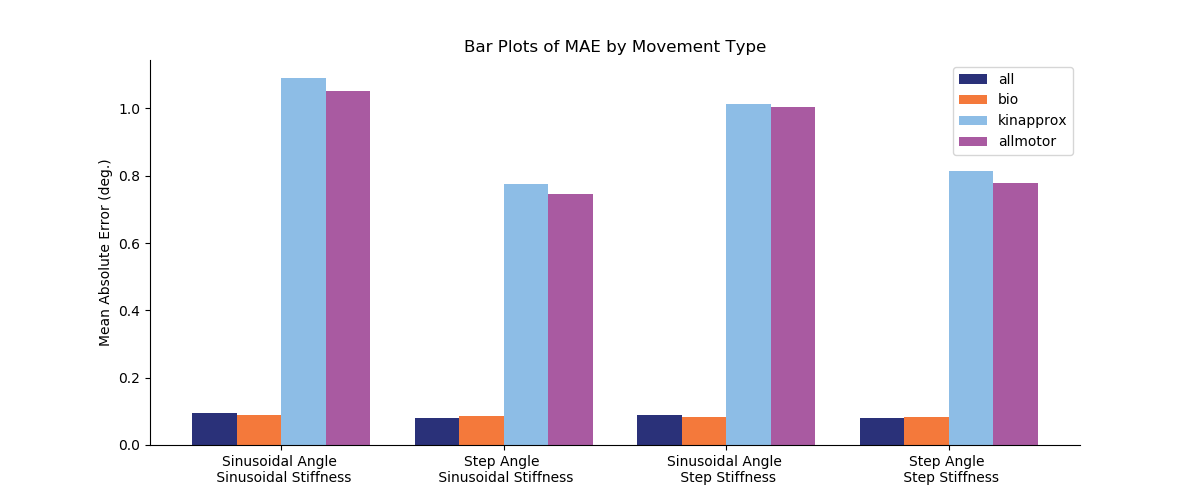 Bar Plots of MAE by Movement Type
all
bio
kinapprox
allmotor
Mean Absolute Error (deg.)
1.0
0.8
0.6
0.4
0.2
0.0
Sinusoidal Angle
Sinusoidal Stiffness
Step Angle
Sinusoidal Stiffness
Sinusoidal Angle
Step Stiffness
Step Angle
Step Stiffness